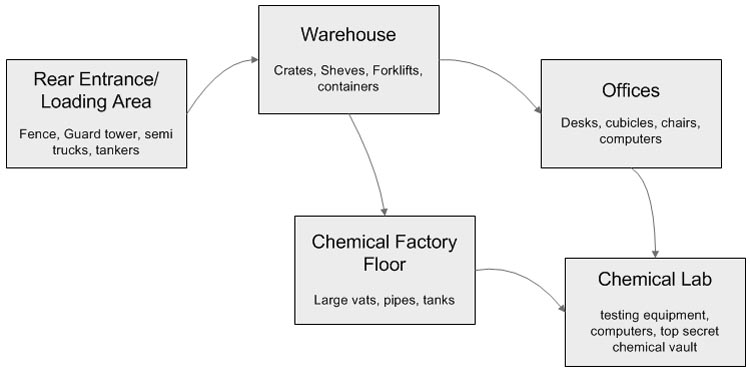 Rear Entrance/
Loading Area
Fence, Guard tower, semi
trucks, tankers
Warehouse
Crates, Sheves, Forklifts,
containers
Offices
Desks, cubicles, chairs,
computers
Chemical Factory
Floor
Large vats, pipes, tanks
Chemical Lab
testing equipment,
computers, top secret
chemical vault